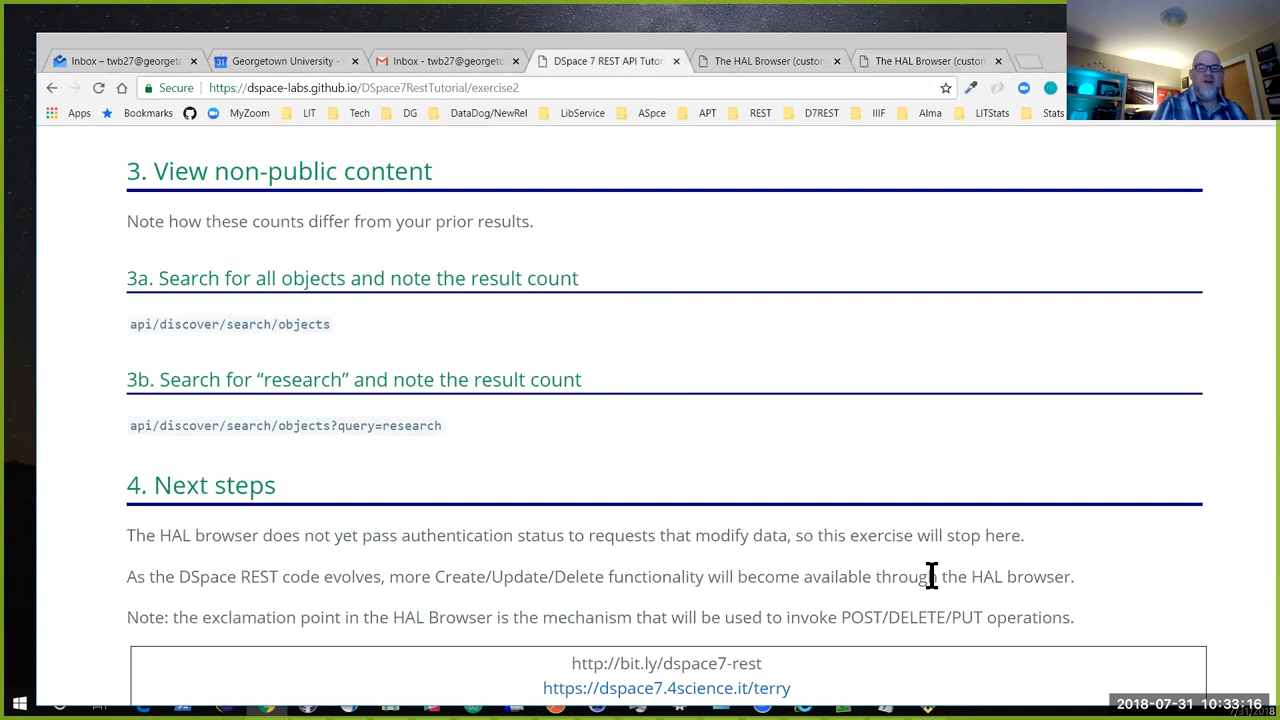 Inbox – twb27@georgeto
Georgetown University -
Inbox - twb27@georgeto
DSpace 7 REST API Tutor
The HAL Browser (custom
The HAL Browser (custom
Secure
https://dspace-labs.github.io/DSpace7RestTutorial/exercise2
Apps
Bookmarks
MyZoom
LIT
Tech
DG
DataDog/NewRel
LibService
ASpce
APT
REST
D7REST
IIIF
Alma
LITStats
Stats
3. View non-public content
Note how these counts differ from your prior results.
3a. Search for all objects and note the result count
api/discover/search/objects
3b. Search for “research” and note the result count
api/discover/search/objects?query=research
4. Next steps
The HAL browser does not yet pass authentication status to requests that modify data, so this exercise will stop here.
As the DSpace REST code evolves, more Create/Update/Delete functionality will become available through the HAL browser.
Note: the exclamation point in the HAL Browser is the mechanism that will be used to invoke POST/DELETE/PUT operations.
http://bit.ly/dspace7-rest
https://dspace7.4science.it/terry
2018-07-31 10:33:16
7/31/2018